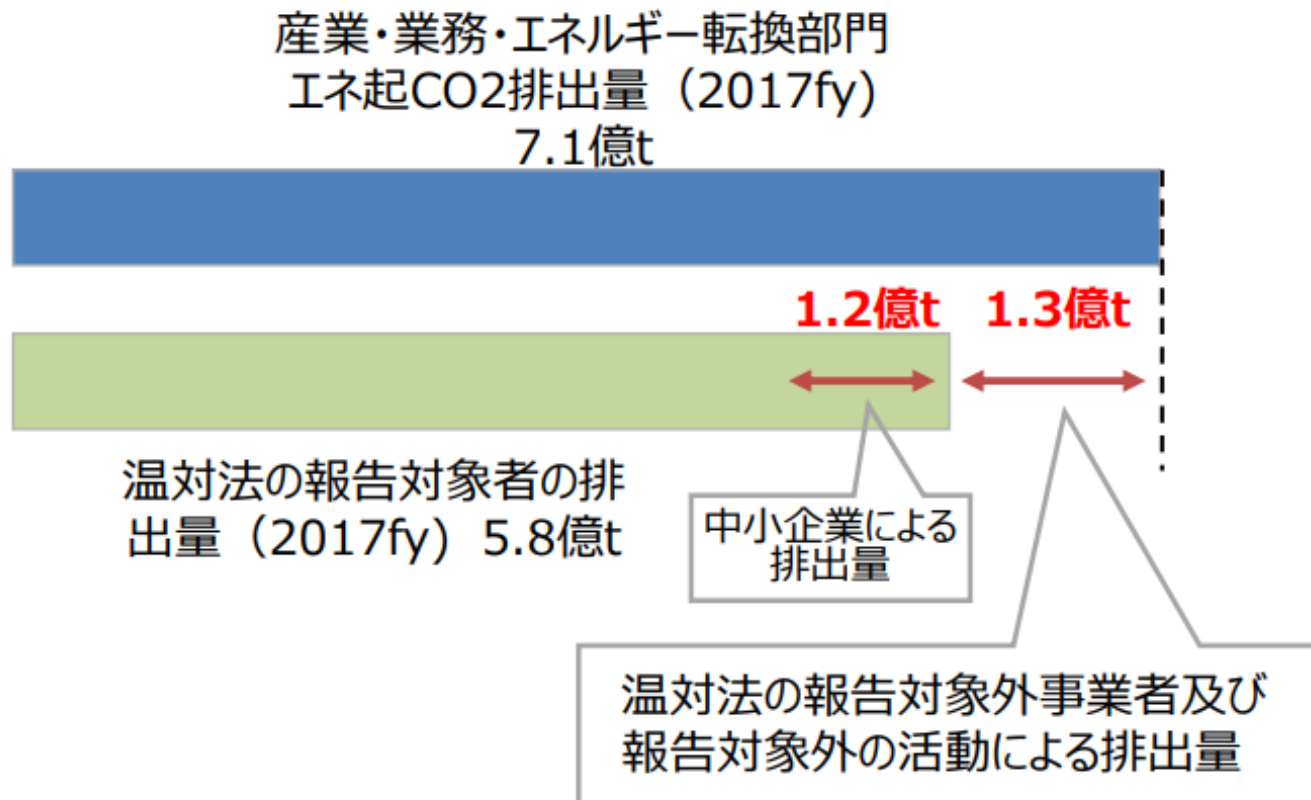 産業・業務・エネルギー転換部門
エネ起CO2排出量（2017fy）
7.1億t
1.2億t
1.3億t
温対法の報告対象者の排
出量（2017fy）5.8億t
中小企業による
排出量
温対法の報告対象外事業者及び
報告対象外の活動による排出量